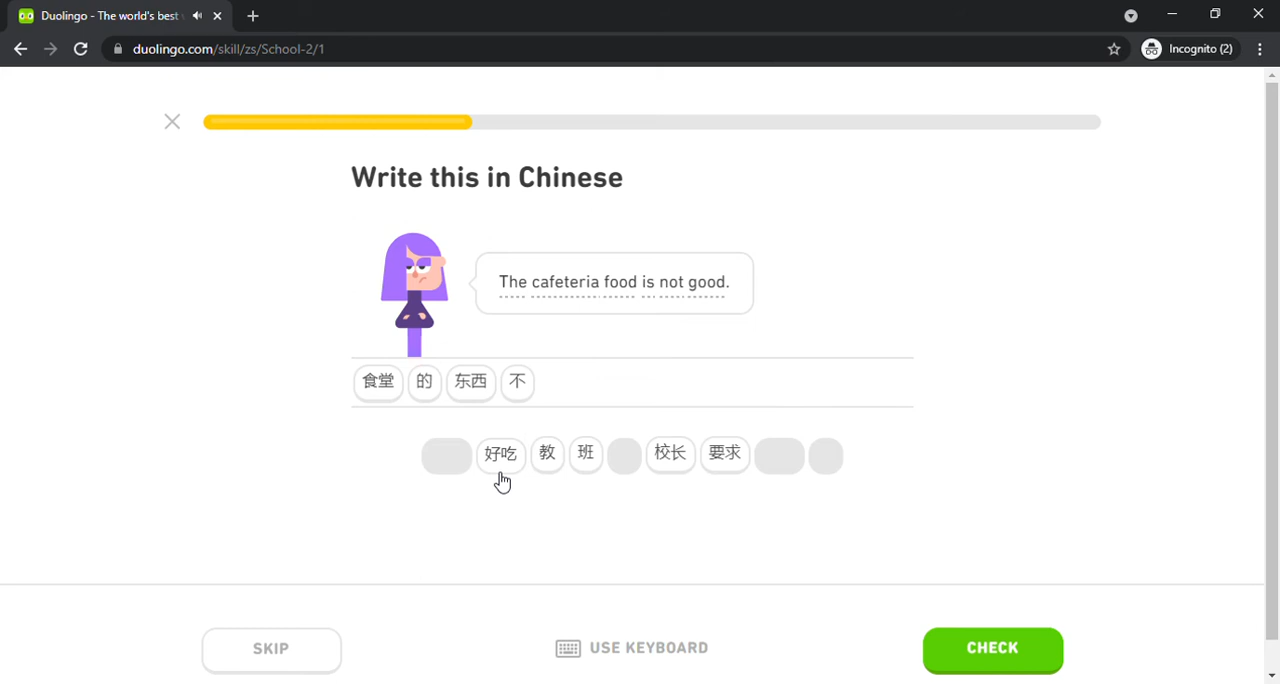 Duolingo - The world's best
duolingo.com/skill/zs/School-2/1
Incognito (2)
Write this in Chinese
The cafeteria food is not good.
食堂 的 东西 不
好吃 教 班 校长 要求
SKIP USE KEYBOARD CHECK